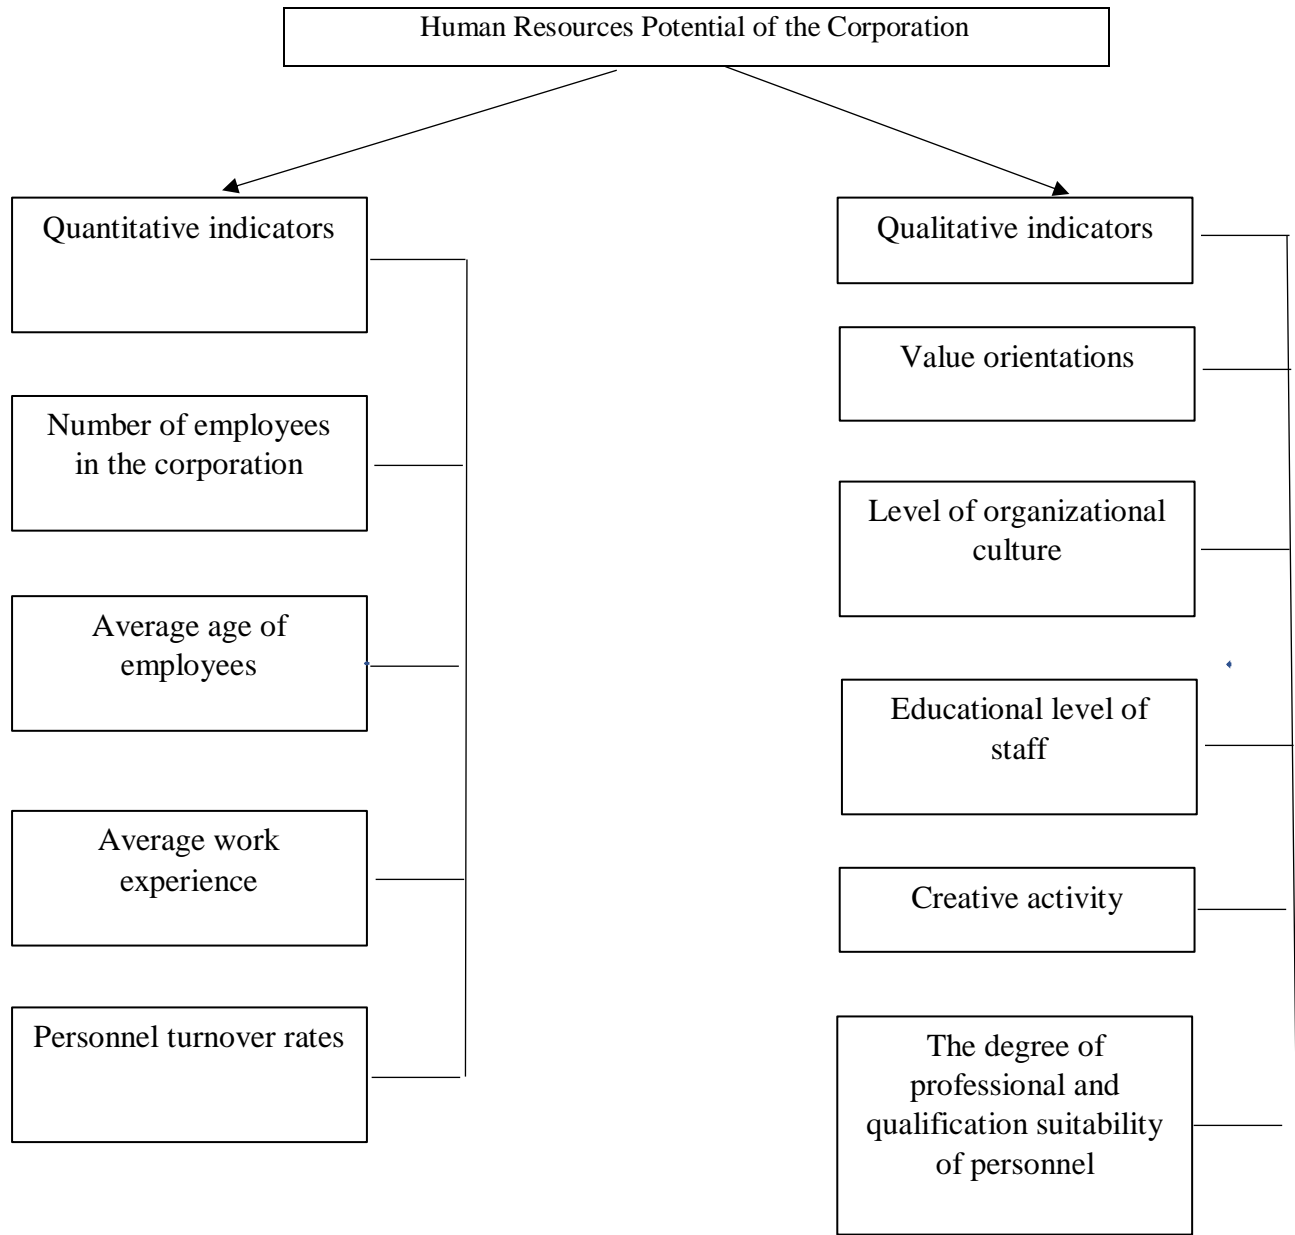 Human Resources Potential of the Corporation
Quantitative indicators
Number of employees
in the corporation
Average age of
employees
Average work
experience
Personnel turnover rates
Qualitative indicators
Value orientations
Level of organizational
culture
Educational level of
staff
Creative activity
The degree of
professional and
qualification suitability
of personnel